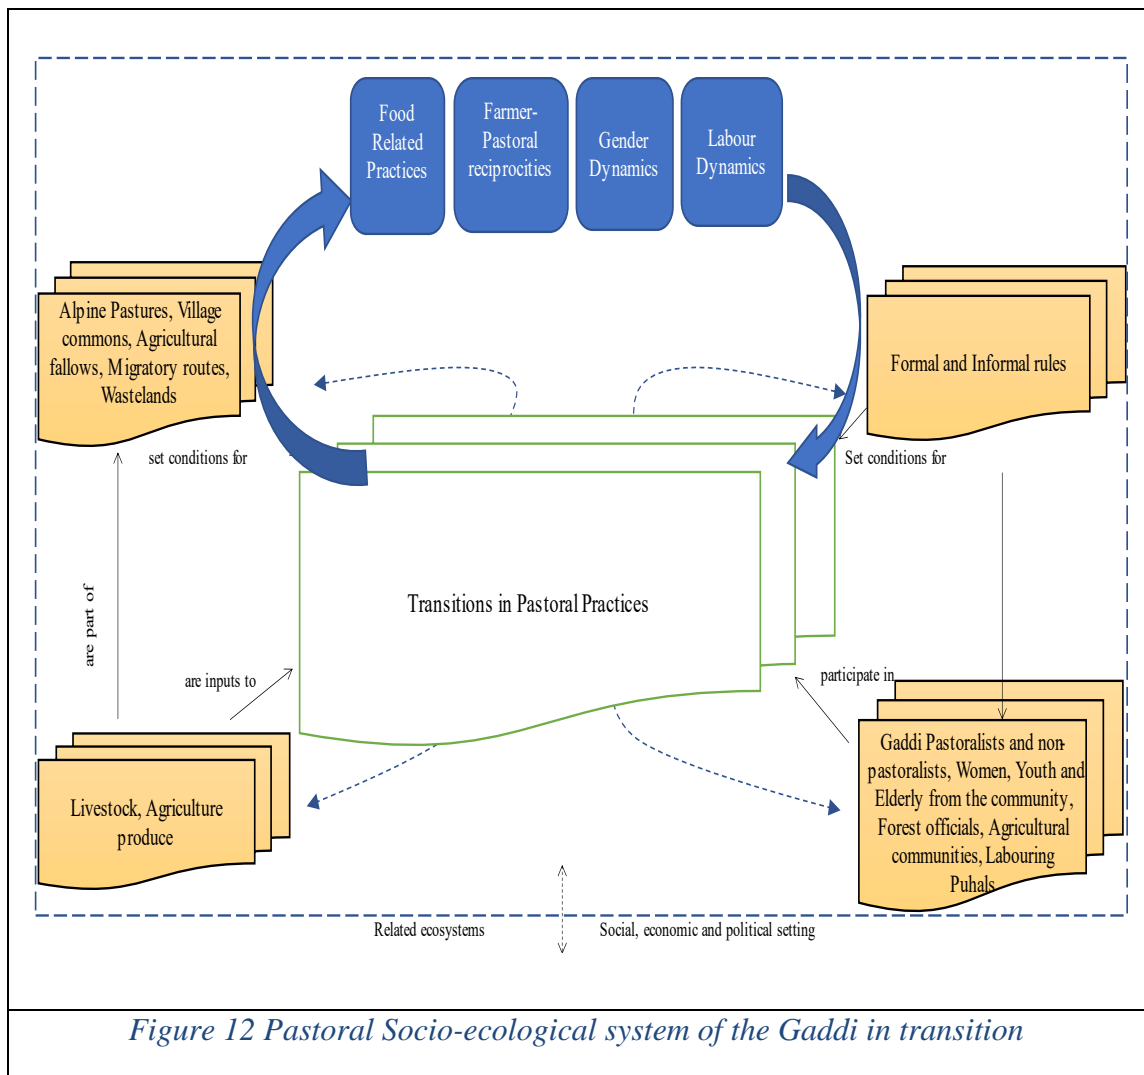 Food
Related
Practices
Farmer-
Pastoral
reciprocities
Gender
Dynamics
Labour
Dynamics
Alpine Pastures, Village
commons, Agricultural
fallows, Migratory routes,
Wastelands
Formal and Informal rules
set conditions for
Set conditions for
Transitions in Pastoral Practices
are part of
are inputs to
participate in
Livestock, Agriculture
produce
Gaddi Pastoralists and non-
pastoralists, Women, Youth and
Elderly from the community,
Forest officials, Agricultural
communities, Labouring
Puhals
Related ecosystems
Social, economic and political setting
Figure 12 Pastoral Socio-ecological system of the Gaddi in transition